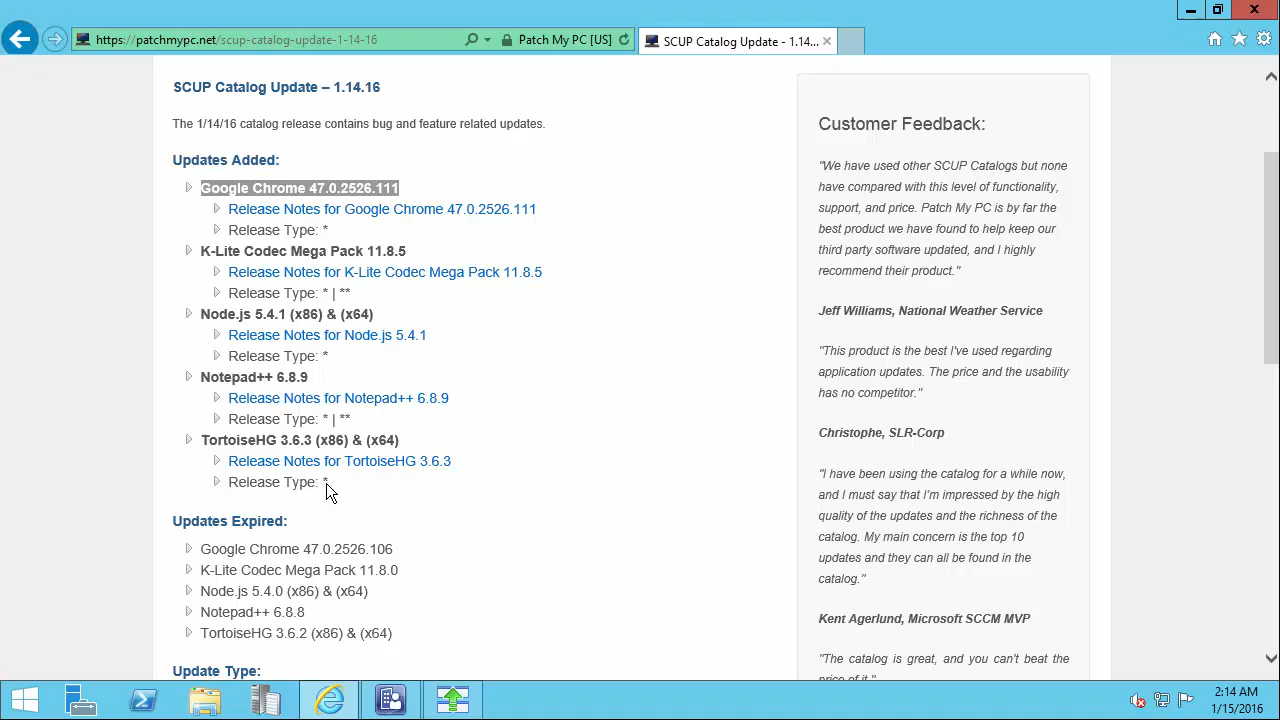 https://patchmypc.net/scup-catalog-update-1-14-16
Patch My PC [US]
SCUP Catalog Update - 1.14...
SCUP Catalog Update – 1.14.16
The 1/14/16 catalog release contains bug and feature related updates.
Updates Added:
Google Chrome 47.0.2526.111
Release Notes for Google Chrome 47.0.2526.111
Release Type: *
K-Lite Codec Mega Pack 11.8.5
Release Notes for K-Lite Codec Mega Pack 11.8.5
Release Type: * | **
Node.js 5.4.1 (x86) & (x64)
Release Notes for Node.js 5.4.1
Release Type: *
Notepad++ 6.8.9
Release Notes for Notepad++ 6.8.9
Release Type: * | **
TortoiseHG 3.6.3 (x86) & (x64)
Release Notes for TortoiseHG 3.6.3
Release Type: *
Updates Expired:
Google Chrome 47.0.2526.106
K-Lite Codec Mega Pack 11.8.0
Node.js 5.4.0 (x86) & (x64)
Notepad++ 6.8.8
TortoiseHG 3.6.2 (x86) & (x64)
Update Type:
Customer Feedback:
"We have used other SCUP Catalogs but none
have compared with this level of functionality,
support, and price. Patch My PC is by far the
best product we have found to help keep our
third party software updated, and I highly
recommend their product."
Jeff Williams, National Weather Service
"This product is the best I've used regarding
application updates. The price and the usability
has no competitor."
Christophe, SLR-Corp
"I have been using the catalog for a while now,
and I must say that I'm impressed by the high
quality of the updates and the richness of the
catalog. My main concern is the top 10
updates and they can all be found in the
catalog."
Kent Agerlund, Microsoft SCCM MVP
"The catalog is great, and you can't beat the
price of it."
2:14 AM
1/15/2016